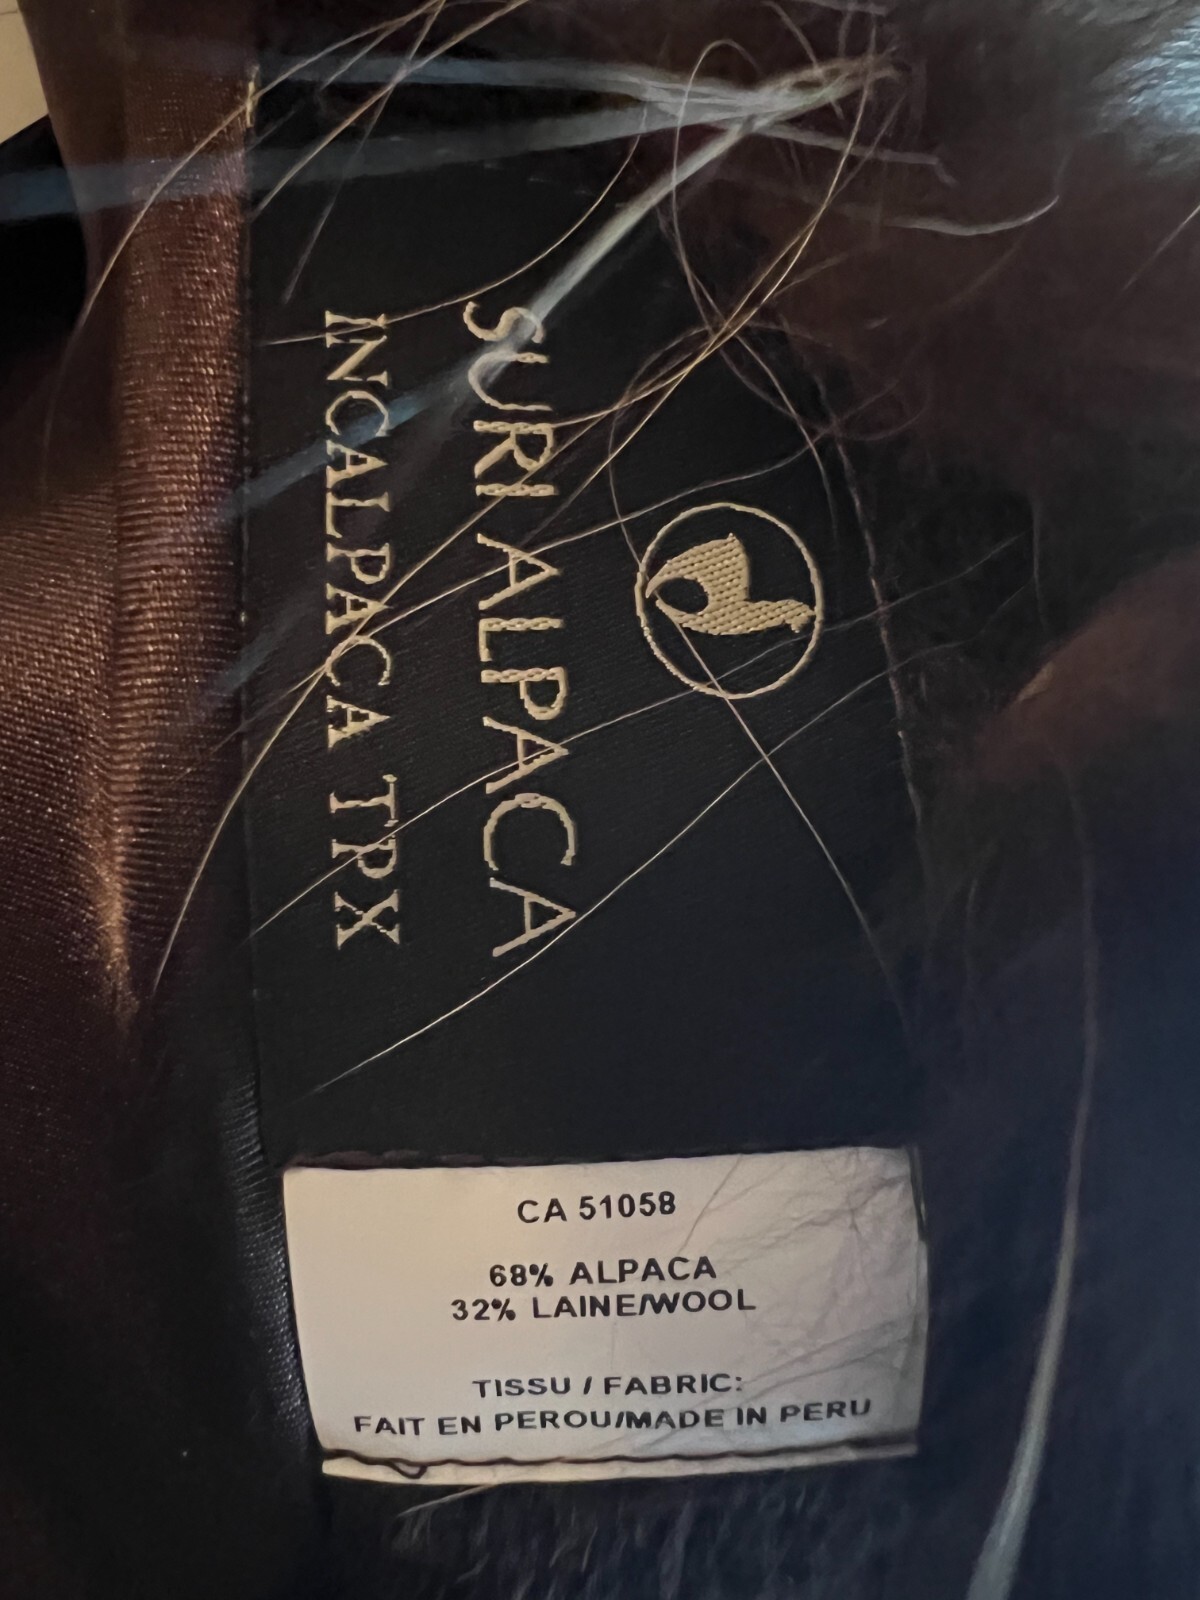 SURI ALPACA
INCALPACA TPX
CA 51058
68% ALPACA
32% LAINE/WOOL
TISSU / FABRIC:
FAIT EN PEROU/MADE IN PERU